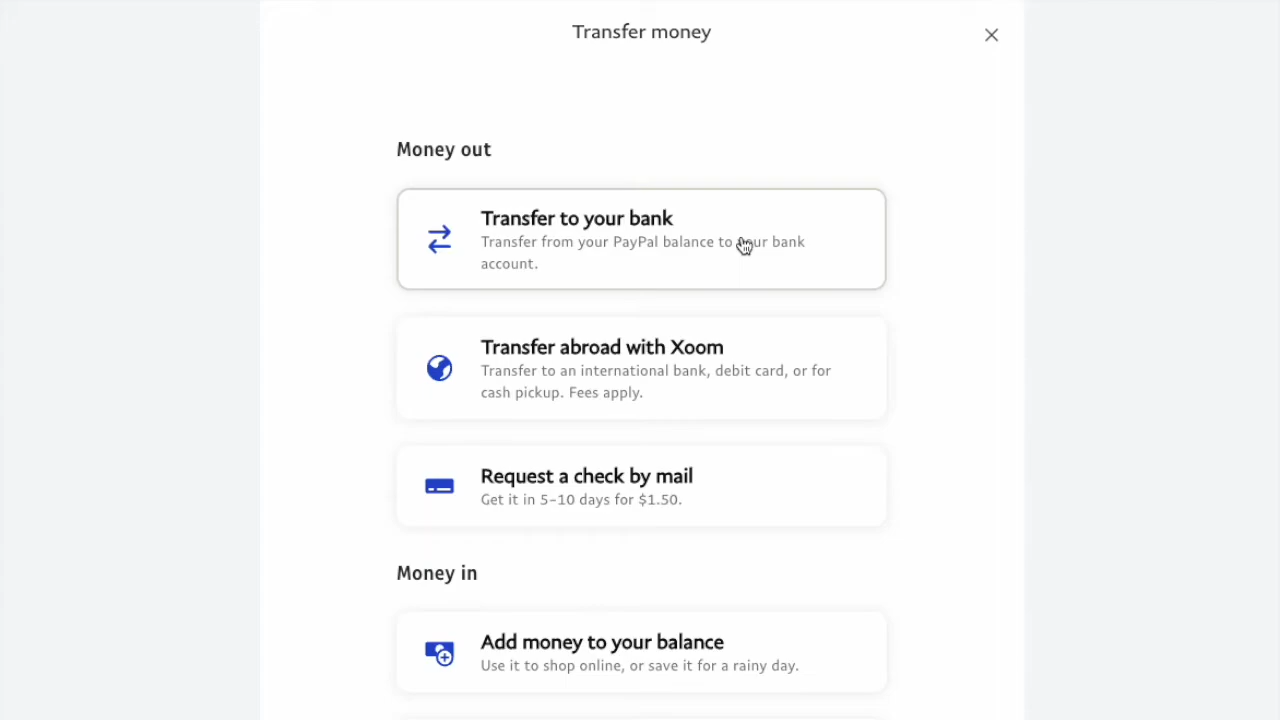 Transfer money
Money out
Transfer to your bank
Transfer from your PayPal balance to your bank
account.
Transfer abroad with Xoom
Transfer to an international bank, debit card, or for
cash pickup. Fees apply.
Request a check by mail
Get it in 5–10 days for $1.50.
Money in
Add money to your balance
Use it to shop online, or save it for a rainy day.